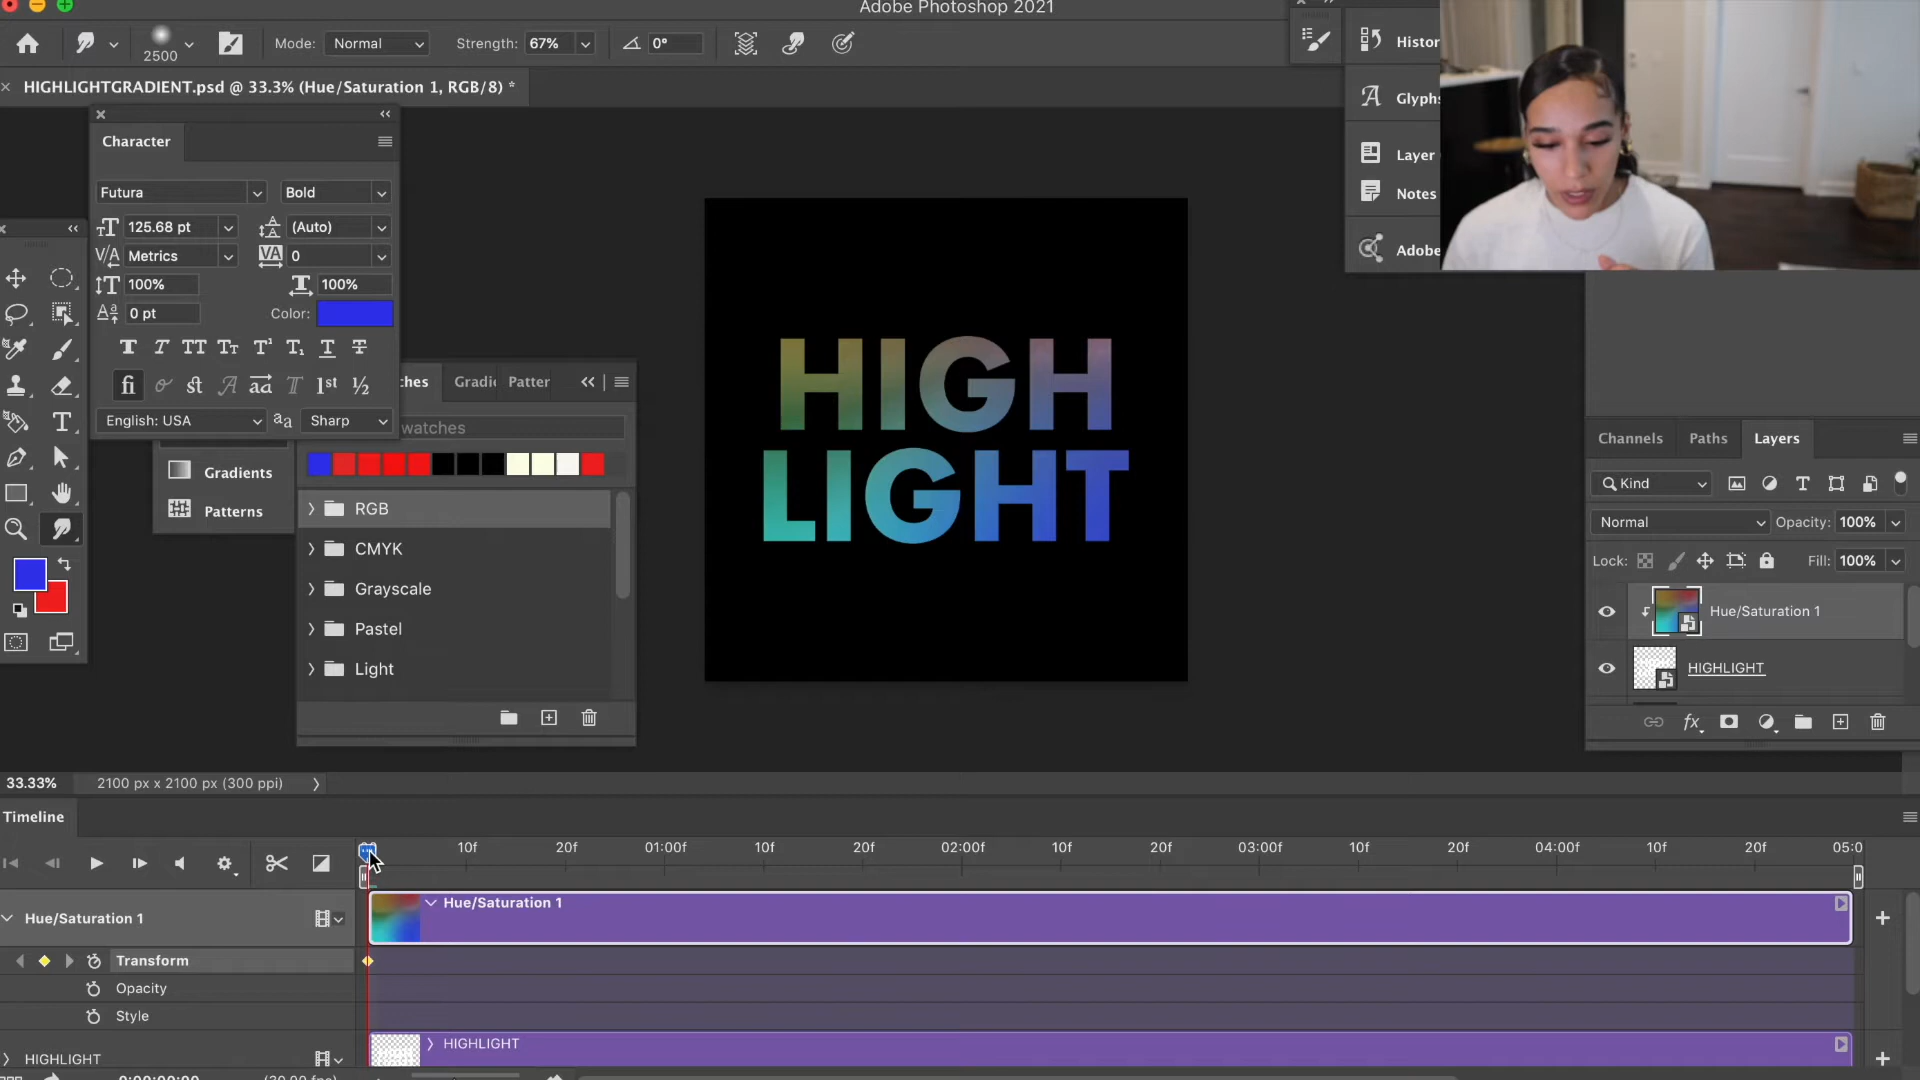 Adobe Photoshop 2021
2500
Mode: Normal
Strength: 67%
0°
HIGHLIGHTGRADIENT.psd @ 33.3% (Hue/Saturation 1, RGB/8) *
Histor
Glyphs
Layer
Notes
Adobe
Character
Futura
Bold
125.68 pt
(Auto)
Metrics
0
100%
100%
0 pt
Color:
English: USA
Sharp
Gradients
Patterns
ches
Gradi
Patter
watches
RGB
CMYK
Grayscale
Pastel
Light
HIGH
LIGHT
Channels
Paths
Layers
Kind
Normal
Opacity: 100%
Lock:
Fill: 100%
Hue/Saturation 1
HIGHLIGHT
33.33%
2100 px x 2100 px (300 ppi)
Timeline
10f 20f 01:00f 10f 20f 02:00f 10f 20f 03:00f 10f 20f 04:00f 10f 20f 05:0
Hue/Saturation 1
Hue/Saturation 1
Transform
Opacity
Style
HIGHLIGHT
HIGHLIGHT